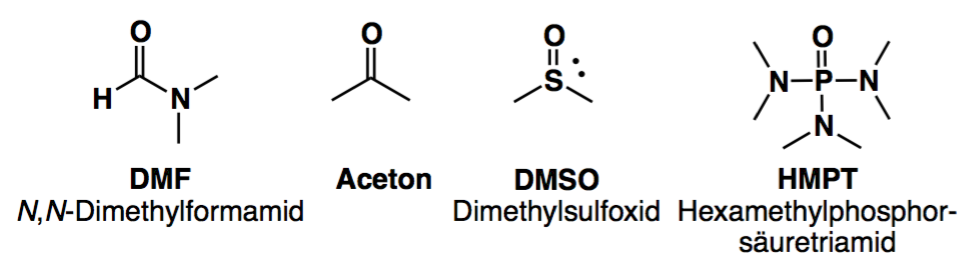 O
H
N
DMF
N,N-Dimethylformamid
O
Aceton
O
S
DMSO
Dimethylsulfoxid
O
N
P
N
N
HMPT
Hexamethylphosphor-
säuretriamid